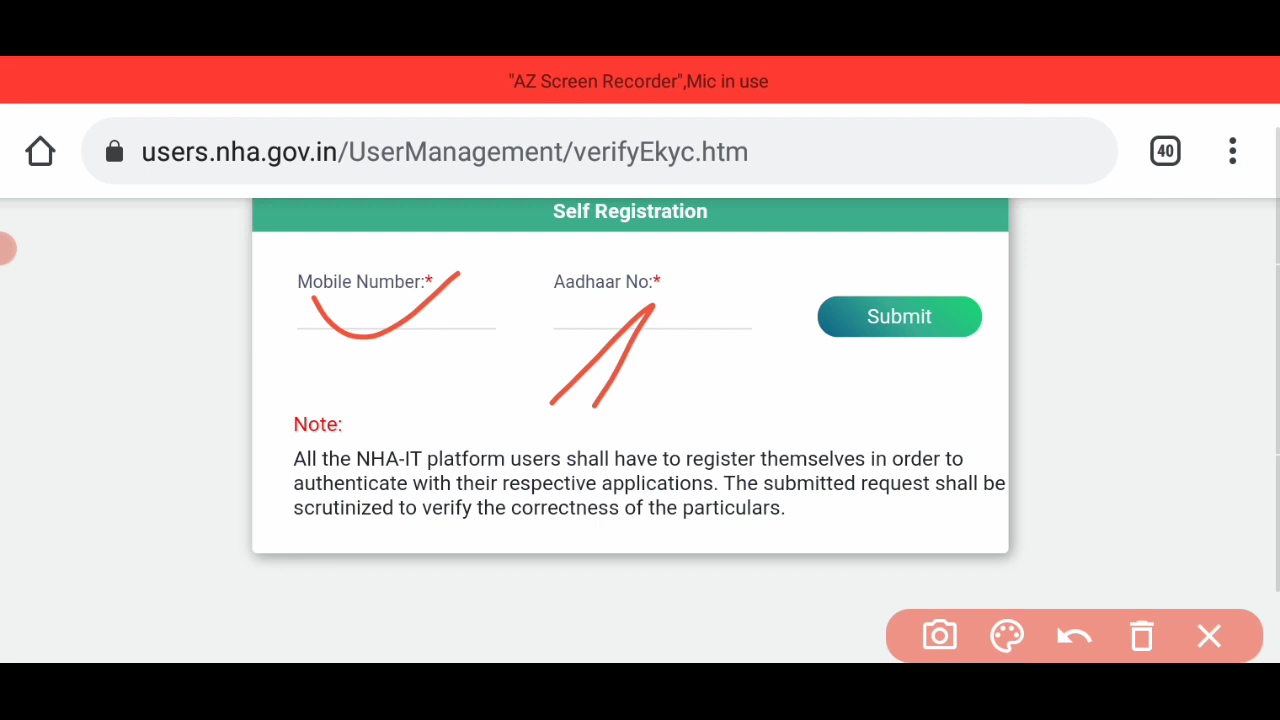 "AZ Screen Recorder",Mic in use
users.nha.gov.in/UserManagement/verifyEkyc.htm
40
Self Registration
Mobile Number:*
Aadhaar No:*
Submit
Note:
All the NHA-IT platform users shall have to register themselves in order to
authenticate with their respective applications. The submitted request shall be
scrutinized to verify the correctness of the particulars.